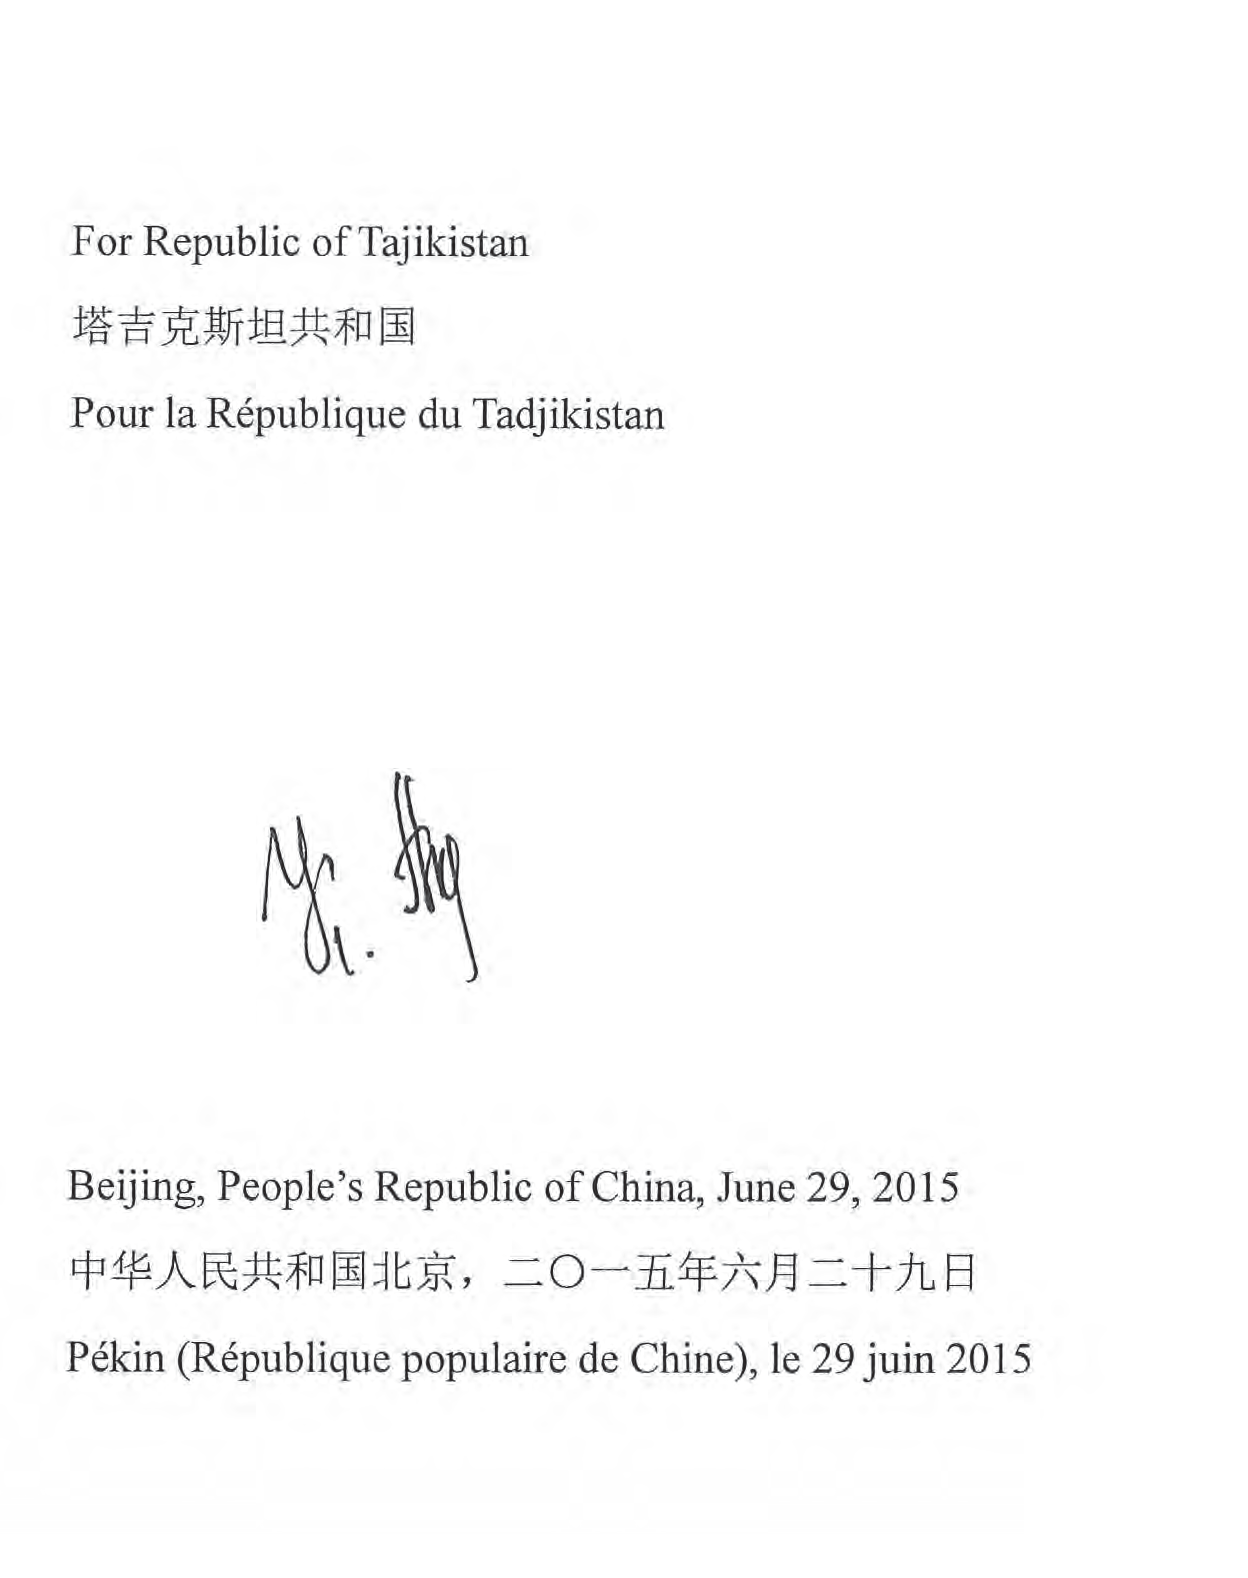 For Republic of Tajikistan
塔吉克斯坦共和国
Pour la République du Tadjikistan
Beijing, People’s Republic of China, June 29, 2015
中华人民共和国北京，二〇一五年六月二十九日
Pékin (République populaire de Chine), le 29 juin 2015